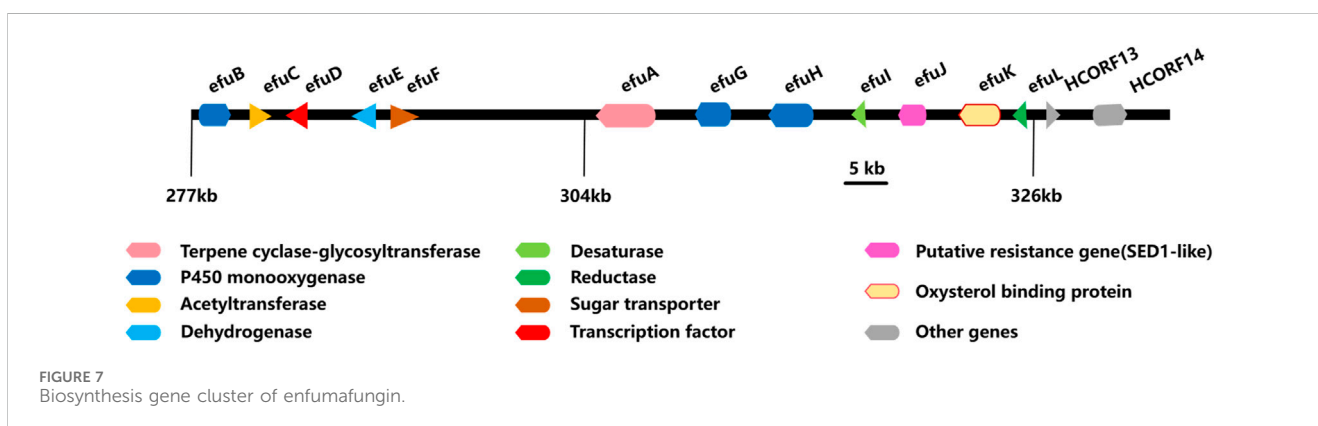 efuB efuC efuD efuE efuF efuA efuG efuH efuI efuJ efuK efuL HCORF13 HCORF14
5 kb
277kb 304kb 326kb
Terpene cyclase-glycosyltransferase Desaturase Putative resistance gene(SED1-like)
P450 monooxygenase Reductase
Acetyltransferase Sugar transporter Oxysterol binding protein
Dehydrogenase Transcription factor Other genes
FIGURE 7
Biosynthesis gene cluster of enfumafungin.